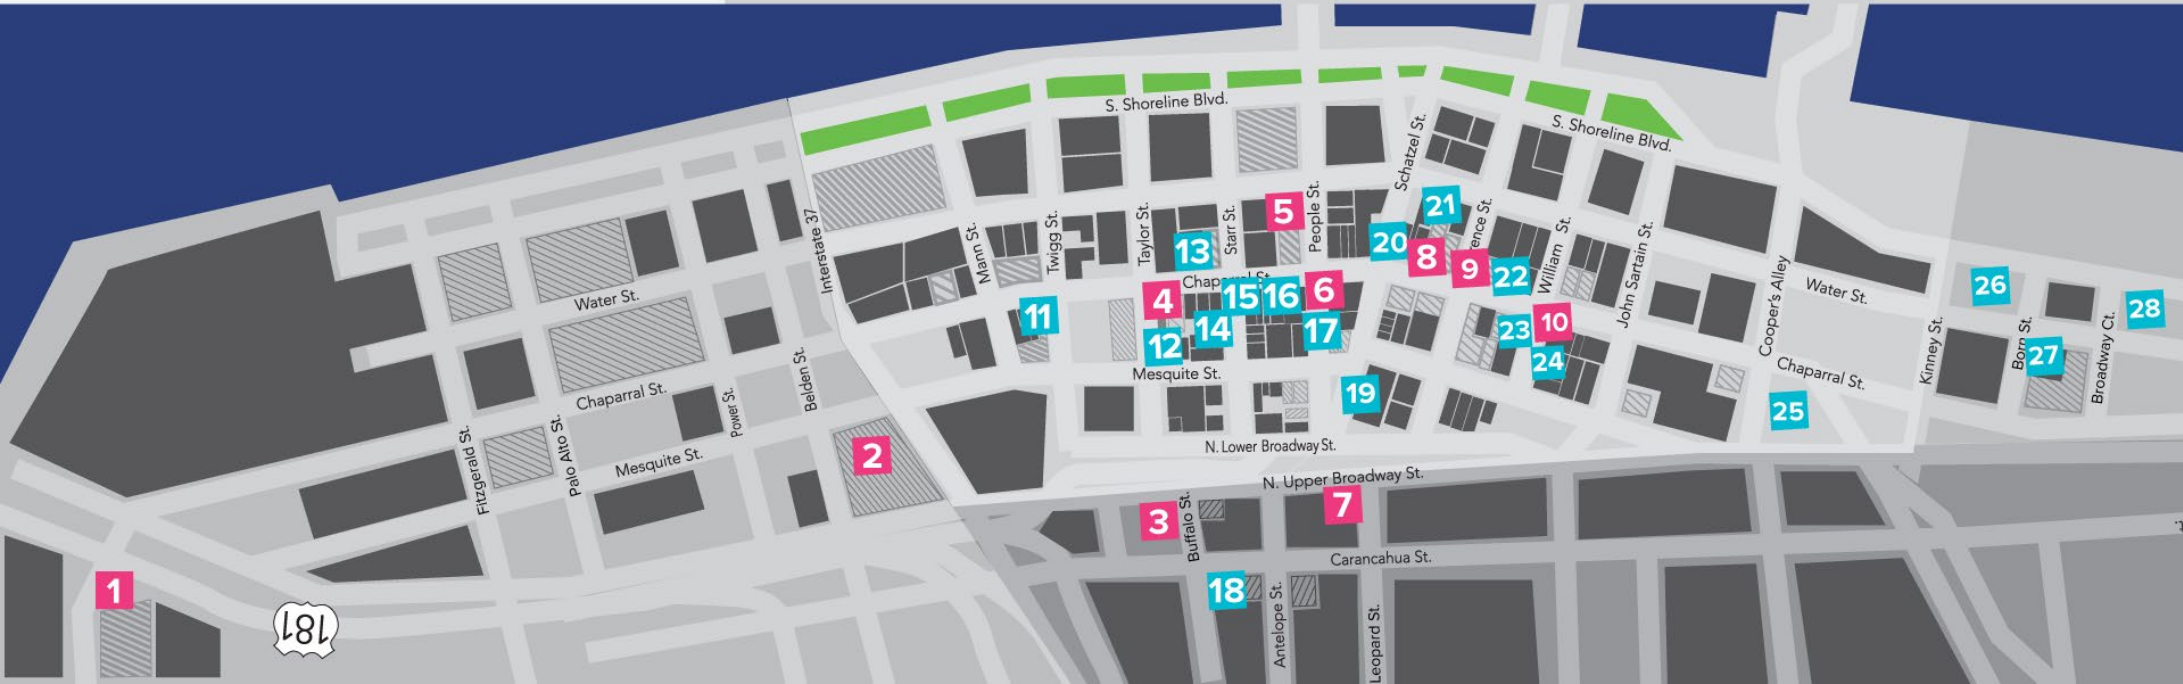 S. Shoreline Blvd.
S. Shoreline Blvd.
Schatzel St.
Interstate 37
Mann St.
Twigg St.
Taylor St.
Starr St.
People St.
William St.
John Sartain St.
Cooper's Alley
5
21
13
20
8
9
22
26
28
Water St.
Water St.
4
15
16
6
11
14
17
23
10
12
24
27
Kinney St.
Born St.
Broadway Ct.
Mesquite St.
Chaparral St.
Chaparral St.
19
25
Belden St.
Power St.
Palo Alto St.
Fitzgerald St.
Mesquite St.
2
N. Lower Broadway St.
N. Upper Broadway St.
3
Buffalo St.
7
Carancahua St.
1
18
Antelope St.
Leopard St.
181